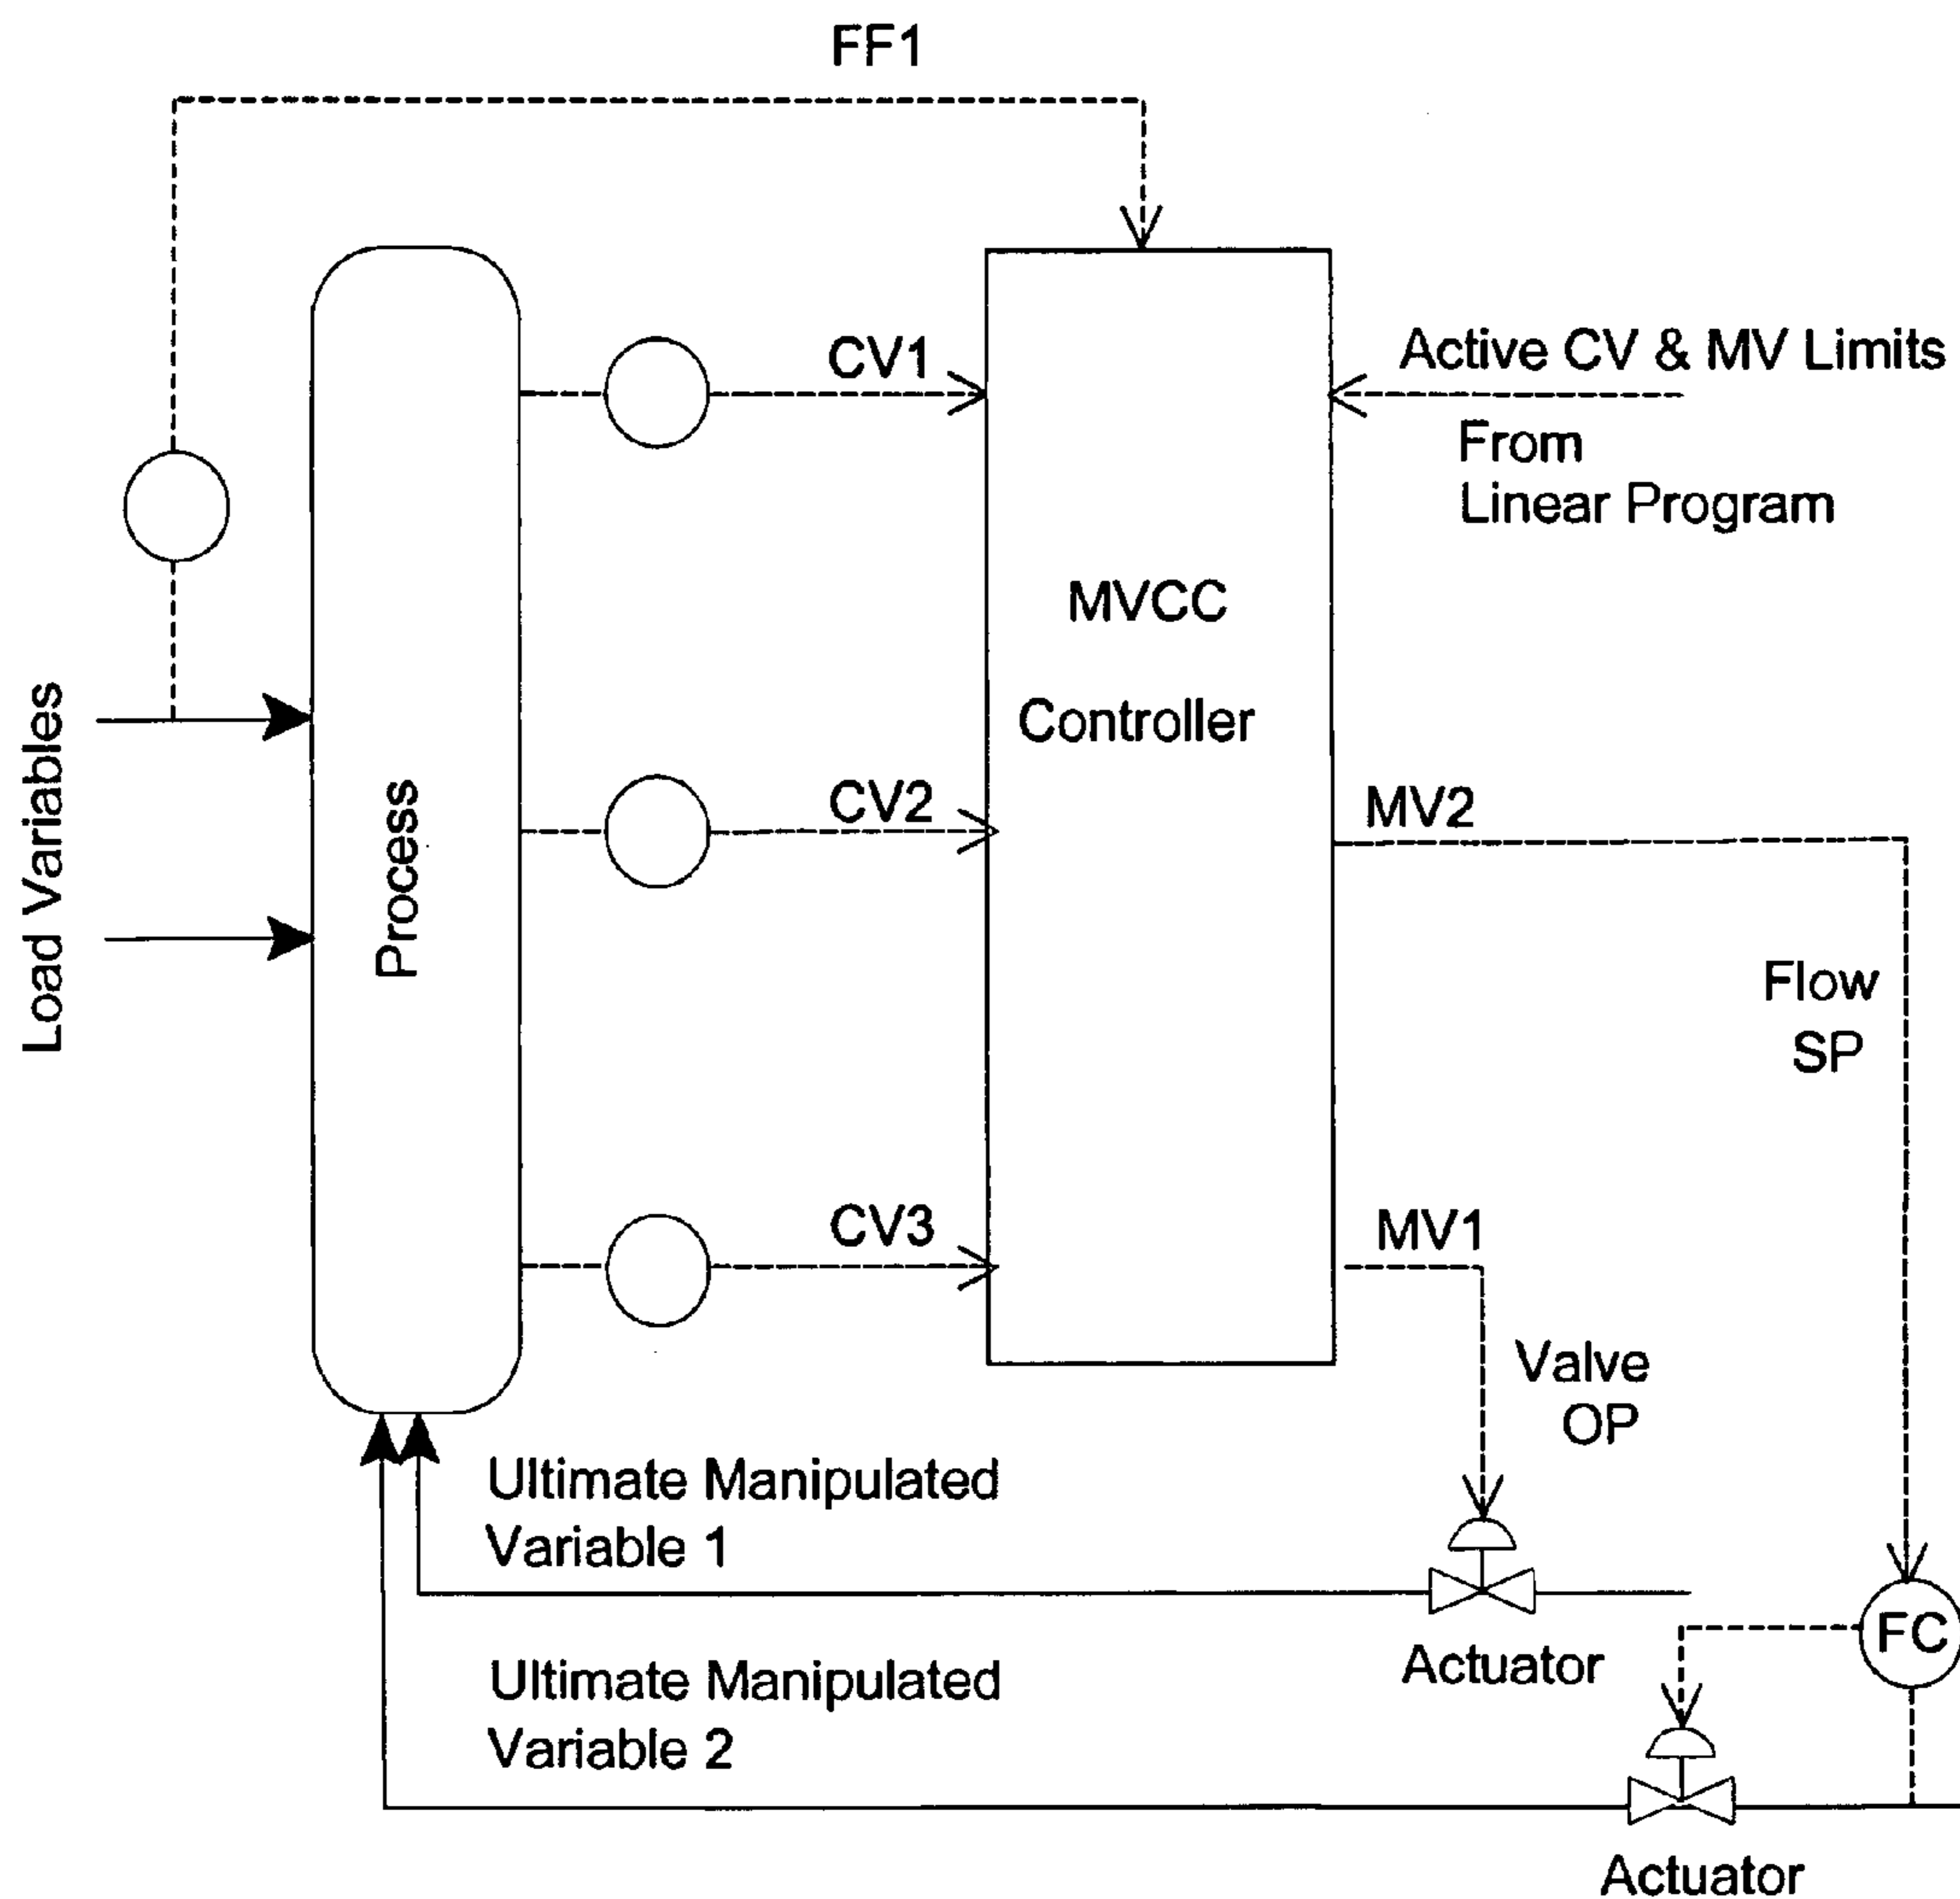 FF1
CV1
Active CV & MV Limits
From
Linear Program
MVCC
Controller
Load Variables
Process
CV2
MV2
Flow
SP
CV3
MV1
Valve
OP
Ultimate Manipulated
Variable 1
FC
Actuator
Ultimate Manipulated
Variable 2
Actuator